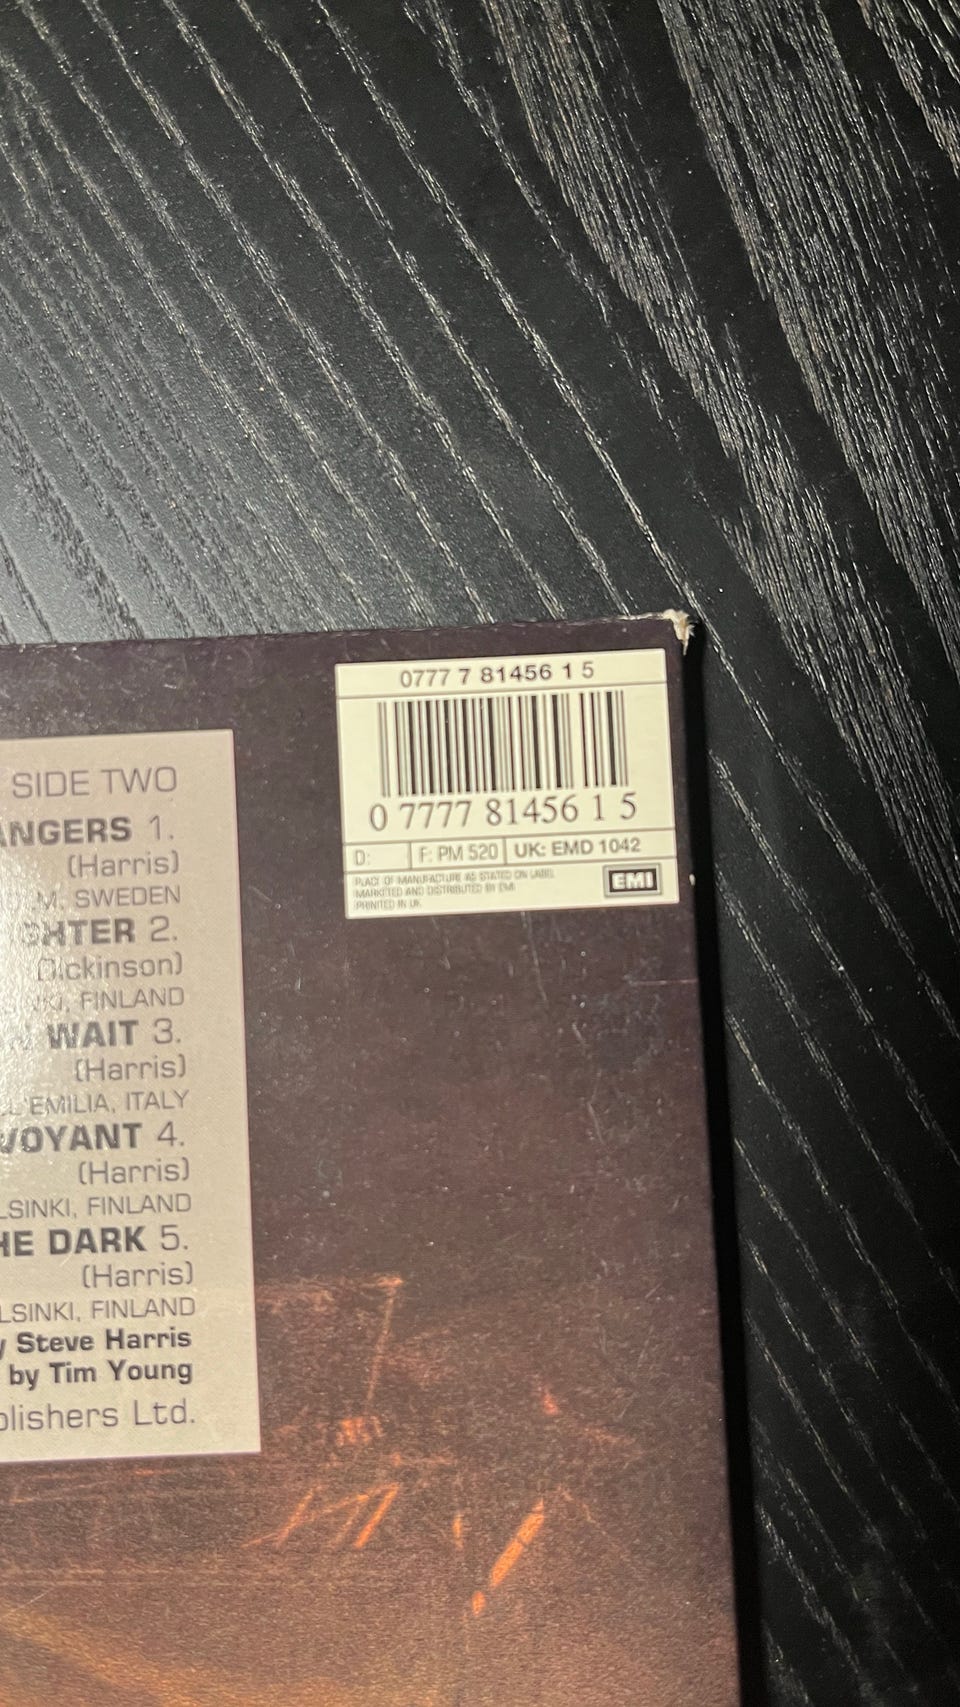 0777 7 81456 1 5
0 7777 81456 1 5
D: F: PM 520 UK: EMD 1042
PLACE OF MANUFACTURE AS STATED ON LABEL
MARKETED AND DISTRIBUTED BY EMI
PRINTED IN UK
EMI
SIDE TWO
ANGERS 1.
(Harris)
M, SWEDEN
GHTER 2.
Dickinson)
KI, FINLAND
N WAIT 3.
(Harris)
L'EMILIA, ITALY
VOYANT 4.
(Harris)
LSINKI, FINLAND
HE DARK 5.
(Harris)
LSINKI, FINLAND
y Steve Harris
by Tim Young
blishers Ltd.